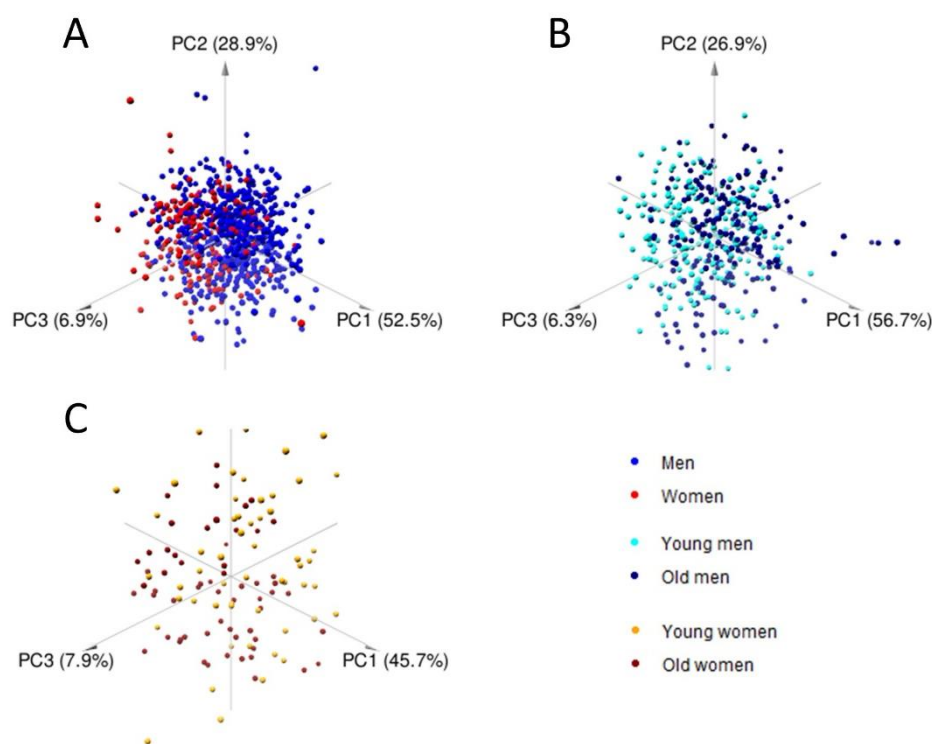 A
B
PC2 (28.9%)
PC2 (26.9%)
PC3 (6.9%)
PC1 (52.5%)
PC3 (6.3%)
PC1 (56.7%)
C
Men
Women
Young men
Old men
Young women
Old women
PC3 (7.9%)
PC1 (45.7%)